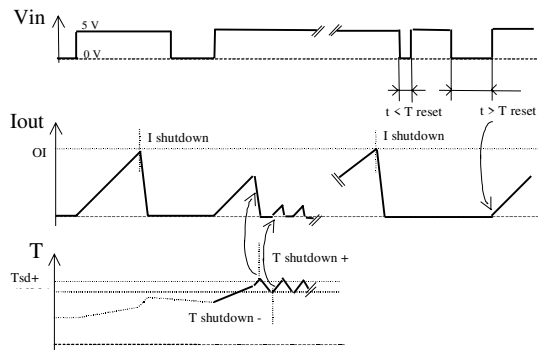 Vin
5 V
0 V
t < T reset
t > T reset
Iout
I shutdown
I shutdown
OI
T shutdown +
T
Tsd+
T shutdown -